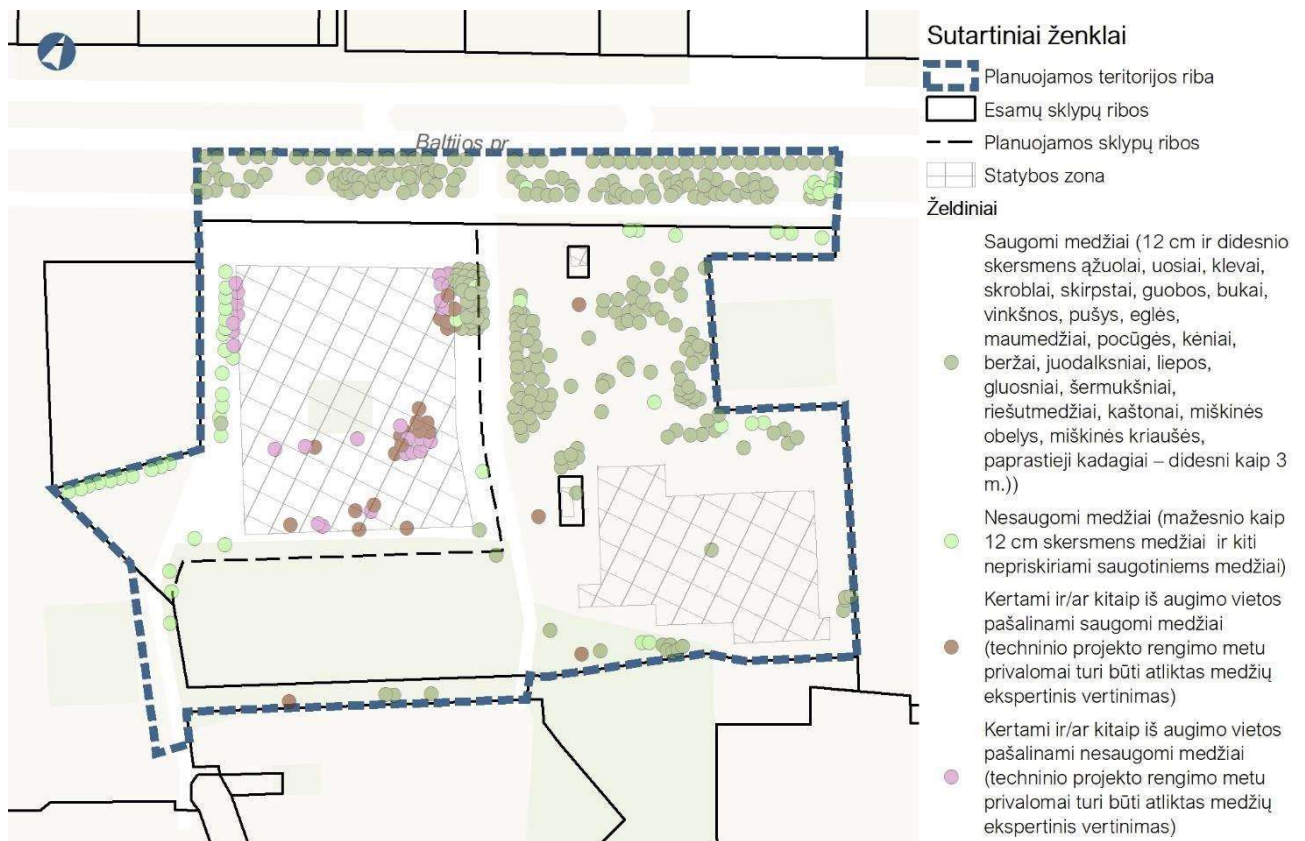 Baltijos pr.
Sutartiniai ženklai
Planuojamos teritorijos riba
Esamų sklypų ribos
Planuojamos sklypų ribos
Statybos zona
Želdiniai
Saugomi medžiai (12 cm ir didesnio
skersmens ąžuolai, uosiai, klevai,
skroblai, skirpstai, guobos, bukai,
vinkšnos, pušys, eglės,
maumedžiai, pocūgės, kėniai,
beržai, juodalksniai, liepos,
gluosniai, šermukšniai,
riešutmedžiai, kaštonai, miškinės
obelys, miškinės kriaušės,
paprastieji kadagiai – didesni kaip 3
m.))
Nesaugomi medžiai (mažesnio kaip
12 cm skersmens medžiai ir kiti
nepriskiriami saugotiniems medžiai)
Kertami ir/ar kitaip iš augimo vietos
pašalinami saugomi medžiai
(techninio projekto rengimo metu
privalomai turi būti atliktas medžių
ekspertinis vertinimas)
Kertami ir/ar kitaip iš augimo vietos
pašalinami nesaugomi medžiai
(techninio projekto rengimo metu
privalomai turi būti atliktas medžių
ekspertinis vertinimas)